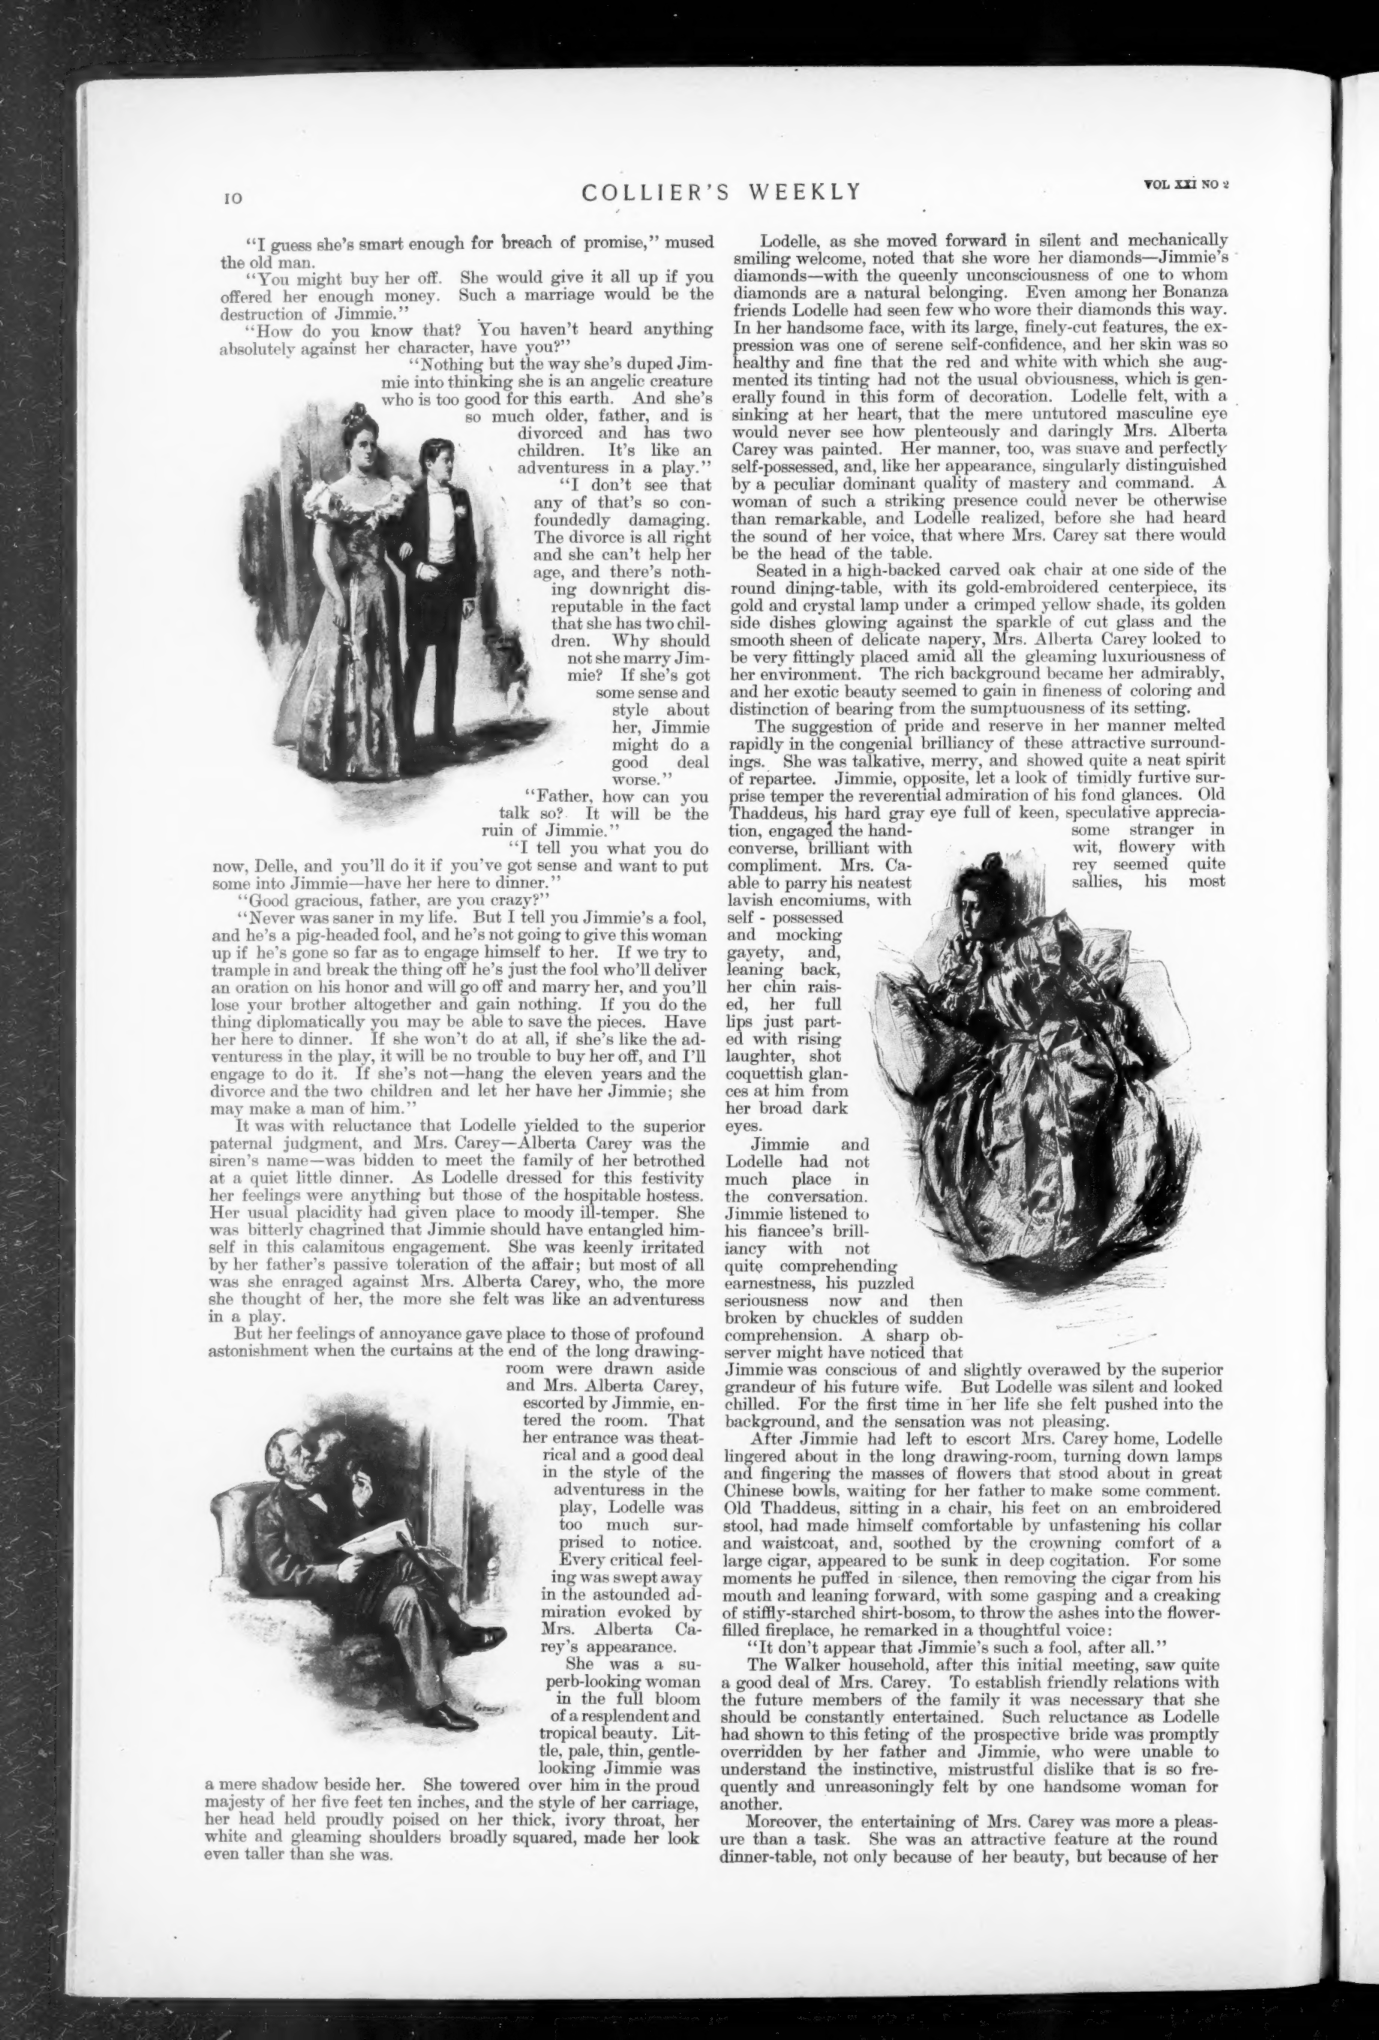 10
COLLIER'S WEEKLY
VOL XXI NO 2
"I guess she's smart enough for breach of promise," mused
the old man.
"You might buy her off. She would give it all up if you
offered her enough money. Such a marriage would be the
destruction of Jimmie."
"How do you know that? You haven't heard anything
absolutely against her character, have you?"
"Nothing but the way she's duped Jim-
mie into thinking she is an angelic creature
who is too good for this earth. And she's
so much older, father, and is
divorced and has two
children. It's like an
adventuress in a play."
"I don't see that
any of that's so con-
foundedly damaging.
The divorce is all right
and she can't help her
age, and there's noth-
ing downright dis-
reputable in the fact
that she has two chil-
dren. Why should
not she marry Jim-
mie? If she's got
some sense and
style about
her, Jimmie
might do a
good deal
worse."
"Father, how can you
talk so? It will be the
ruin of Jimmie."
"I tell you what you do
now, Delle, and you'll do it if you've got sense and want to put
some into Jimmie—have her here to dinner."
"Good gracious, father, are you crazy?"
"Never was saner in my life. But I tell you Jimmie's a fool,
and he's a pig-headed fool, and he's not going to give this woman
up if he's gone so far as to engage himself to her. If we try to
trample in and break the thing off he's just the fool who'll deliver
an oration on his honor and will go off and marry her, and you'll
lose your brother altogether and gain nothing. If you do the
thing diplomatically you may be able to save the pieces. Have
her here to dinner. If she won't do at all, if she's like the ad-
venturess in the play, it will be no trouble to buy her off, and I'll
engage to do it. If she's not—hang the eleven years and the
divorce and the two children and let her have her Jimmie; she
may make a man of him."
It was with reluctance that Lodelle yielded to the superior
paternal judgment, and Mrs. Carey—Alberta Carey was the
siren's name—was bidden to meet the family of her betrothed
at a quiet little dinner. As Lodelle dressed for this festivity
her feelings were anything but those of the hospitable hostess.
Her usual placidity had given place to moody ill-temper. She
was bitterly chagrined that Jimmie should have entangled him-
self in this calamitous engagement. She was keenly irritated
by her father's passive toleration of the affair; but most of all
was she enraged against Mrs. Alberta Carey, who, the more
she thought of her, the more she felt was like an adventuress
in a play.
But her feelings of annoyance gave place to those of profound
astonishment when the curtains at the end of the long drawing-
room were drawn aside
and Mrs. Alberta Carey,
escorted by Jimmie, en-
tered the room. That
her entrance was theat-
rical and a good deal
in the style of the
adventuress in the
play, Lodelle was
too much sur-
prised to notice.
Every critical feel-
ing was swept away
in the astounded ad-
miration evoked by
Mrs. Alberta Ca-
rey's appearance.
She was a su-
perb-looking woman
in the full bloom
of a resplendent and
tropical beauty. Lit-
tle, pale, thin, gentle-
looking Jimmie was
a mere shadow beside her. She towered over him in the proud
majesty of her five feet ten inches, and the style of her carriage,
her head held proudly poised on her thick, ivory throat, her
white and gleaming shoulders broadly squared, made her look
even taller than she was.
Lodelle, as she moved forward in silent and mechanically
smiling welcome, noted that she wore her diamonds—Jimmie's
diamonds—with the queenly unconsciousness of one to whom
diamonds are a natural belonging. Even among her Bonanza
friends Lodelle had seen few who wore their diamonds this way.
In her handsome face, with its large, finely-cut features, the ex-
pression was one of serene self-confidence, and her skin was so
healthy and fine that the red and white with which she aug-
mented its tinting had not the usual obviousness, which is gen-
erally found in this form of decoration. Lodelle felt, with a
sinking at her heart, that the mere untutored masculine eye
would never see how plenteously and daringly Mrs. Alberta
Carey was painted. Her manner, too, was suave and perfectly
self-possessed, and, like her appearance, singularly distinguished
by a peculiar dominant quality of mastery and command. A
woman of such a striking presence could never be otherwise
than remarkable, and Lodelle realized, before she had heard
the sound of her voice, that where Mrs. Carey sat there would
be the head of the table.
Seated in a high-backed carved oak chair at one side of the
round dining-table, with its gold-embroidered centerpiece, its
gold and crystal lamp under a crimped yellow shade, its golden
side dishes glowing against the sparkle of cut glass and the
smooth sheen of delicate napery, Mrs. Alberta Carey looked to
be very fittingly placed amid all the gleaming luxuriousness of
her environment. The rich background became her admirably,
and her exotic beauty seemed to gain in fineness of coloring and
distinction of bearing from the sumptuousness of its setting.
The suggestion of pride and reserve in her manner melted
rapidly in the congenial brilliancy of these attractive surround-
ings. She was talkative, merry, and showed quite a neat spirit
of repartee. Jimmie, opposite, let a look of timidly furtive sur-
prise temper the reverential admiration of his fond glances. Old
Thaddeus, his hard gray eye full of keen, speculative apprecia-
tion, engaged the hand- some stranger in
converse, brilliant with wit, flowery with
compliment. Mrs. Ca- rey seemed quite
able to parry his neatest sallies, his most
lavish encomiums, with
self - possessed
and mocking
gayety, and,
leaning back,
her chin rais-
ed, her full
lips just part-
ed with rising
laughter, shot
coquettish glan-
ces at him from
her broad dark
eyes.
Jimmie and
Lodelle had not
much place in
the conversation.
Jimmie listened to
his fiancee's brill-
iancy with not
quite comprehending
earnestness, his puzzled
seriousness now and then
broken by chuckles of sudden
comprehension. A sharp ob-
server might have noticed that
Jimmie was conscious of and slightly overawed by the superior
grandeur of his future wife. But Lodelle was silent and looked
chilled. For the first time in her life she felt pushed into the
background, and the sensation was not pleasing.
After Jimmie had left to escort Mrs. Carey home, Lodelle
lingered about in the long drawing-room, turning down lamps
and fingering the masses of flowers that stood about in great
Chinese bowls, waiting for her father to make some comment.
Old Thaddeus, sitting in a chair, his feet on an embroidered
stool, had made himself comfortable by unfastening his collar
and waistcoat, and, soothed by the crowning comfort of a
large cigar, appeared to be sunk in deep cogitation. For some
moments he puffed in silence, then removing the cigar from his
mouth and leaning forward, with some gasping and a creaking
of stiffly-starched shirt-bosom, to throw the ashes into the flower-
filled fireplace, he remarked in a thoughtful voice:
"It don't appear that Jimmie's such a fool, after all."
The Walker household, after this initial meeting, saw quite
a good deal of Mrs. Carey. To establish friendly relations with
the future members of the family it was necessary that she
should be constantly entertained. Such reluctance as Lodelle
had shown to this feting of the prospective bride was promptly
overridden by her father and Jimmie, who were unable to
understand the instinctive, mistrustful dislike that is so fre-
quently and unreasoningly felt by one handsome woman for
another.
Moreover, the entertaining of Mrs. Carey was more a pleas-
ure than a task. She was an attractive feature at the round
dinner-table, not only because of her beauty, but because of her